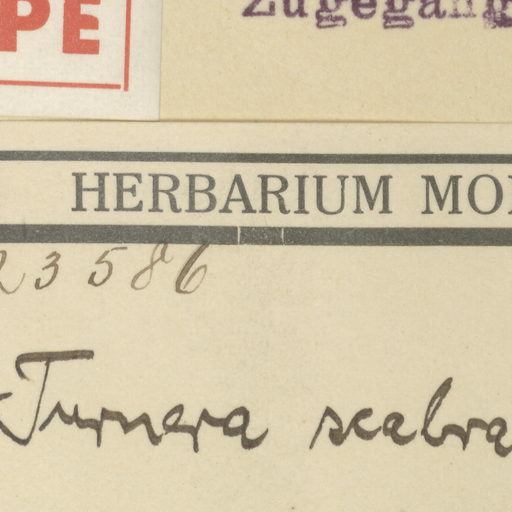 PE
Zugegang
HERBARIUM MO
23586
Turnera scabra